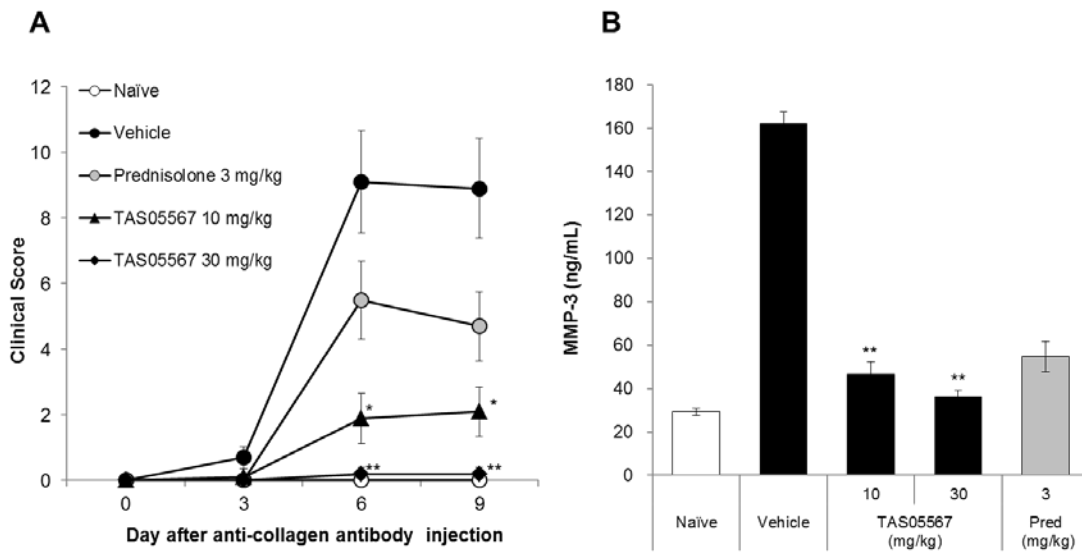 A
12
10
8
6
4
2
0
Clinical Score
Naïve
Vehicle
Prednisolone 3 mg/kg
TAS05567 10 mg/kg
TAS05567 30 mg/kg
*
*
**
**
0 3 6 9
Day after anti-collagen antibody injection
B
180
160
140
120
100
80
60
40
20
0
MMP-3 (ng/mL)
**
**
10 30 3
Naïve Vehicle TAS05567 Pred
(mg/kg) (mg/kg)